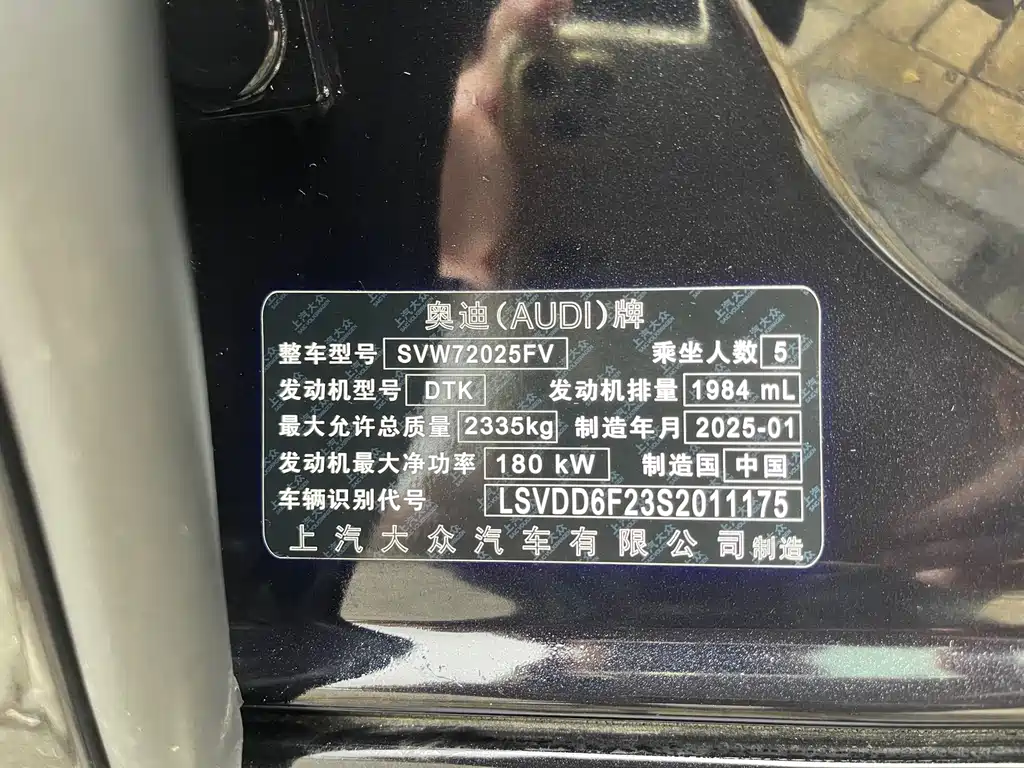 奥迪(AUDI)牌
整车型号 SVW72025FV 乘坐人数 5
发动机型号 DTK 发动机排量 1984 mL
最大允许总质量 2335kg 制造年月 2025-01
发动机最大净功率 180 kW 制造国 中国
车辆识别代号 LSVDD6F23S2011175
上汽大众汽车有限公司制造